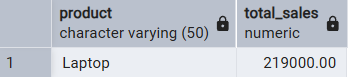 product total_sales
character varying (50) numeric
1 Laptop 219000.00